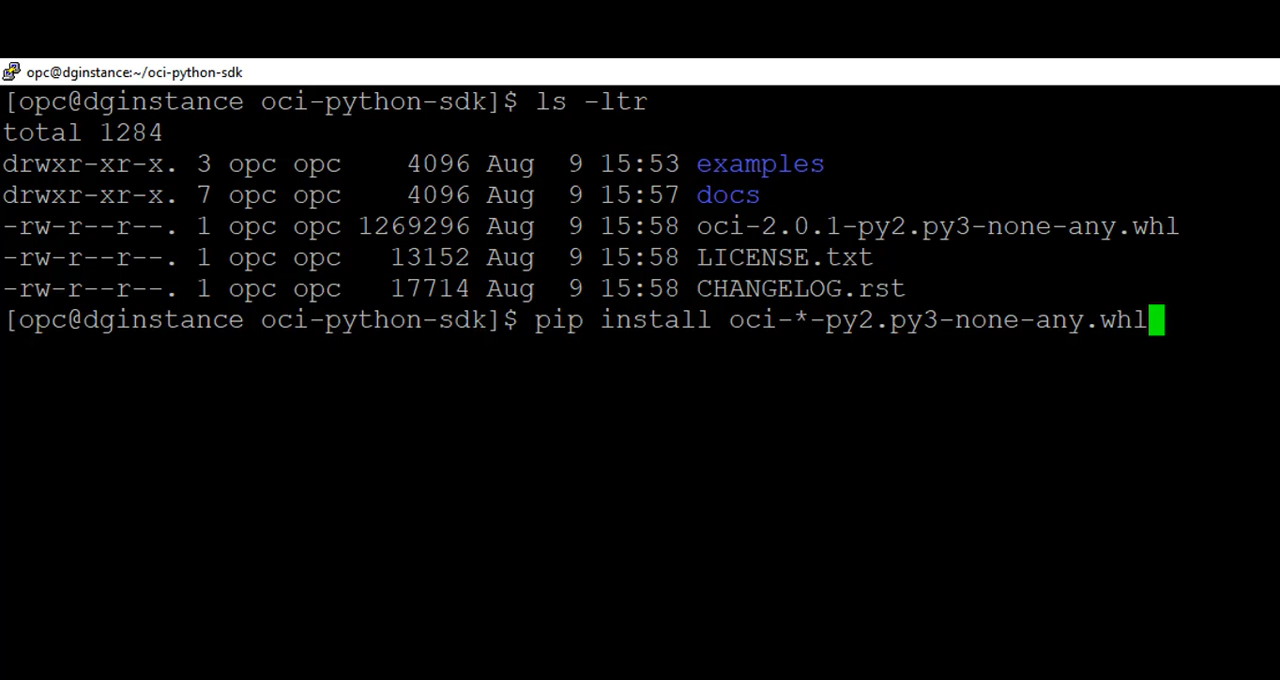 opc@dginstance:~/oci-python-sdk
[opc@dginstance oci-python-sdk]$ ls -ltr
total 1284
drwxr-xr-x. 3 opc opc    4096 Aug  9 15:53 examples
drwxr-xr-x. 7 opc opc    4096 Aug  9 15:57 docs
-rw-r--r--. 1 opc opc 1269296 Aug  9 15:58 oci-2.0.1-py2.py3-none-any.whl
-rw-r--r--. 1 opc opc   13152 Aug  9 15:58 LICENSE.txt
-rw-r--r--. 1 opc opc   17714 Aug  9 15:58 CHANGELOG.rst
[opc@dginstance oci-python-sdk]$ pip install oci-*-py2.py3-none-any.whl